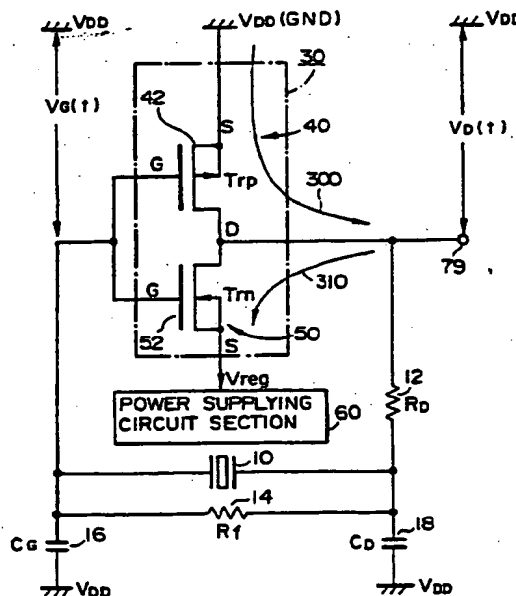 VDD
VDD(GND)
VDD
30
42
VG(t)
S
40
VD(t)
G
Trp
300
D
79
G
Trn
310
52
50
S
Vreg
POWER SUPPLYING
CIRCUIT SECTION
60
12
RD
10
14
16
18
CG
Rf
CD
VDD
VDD